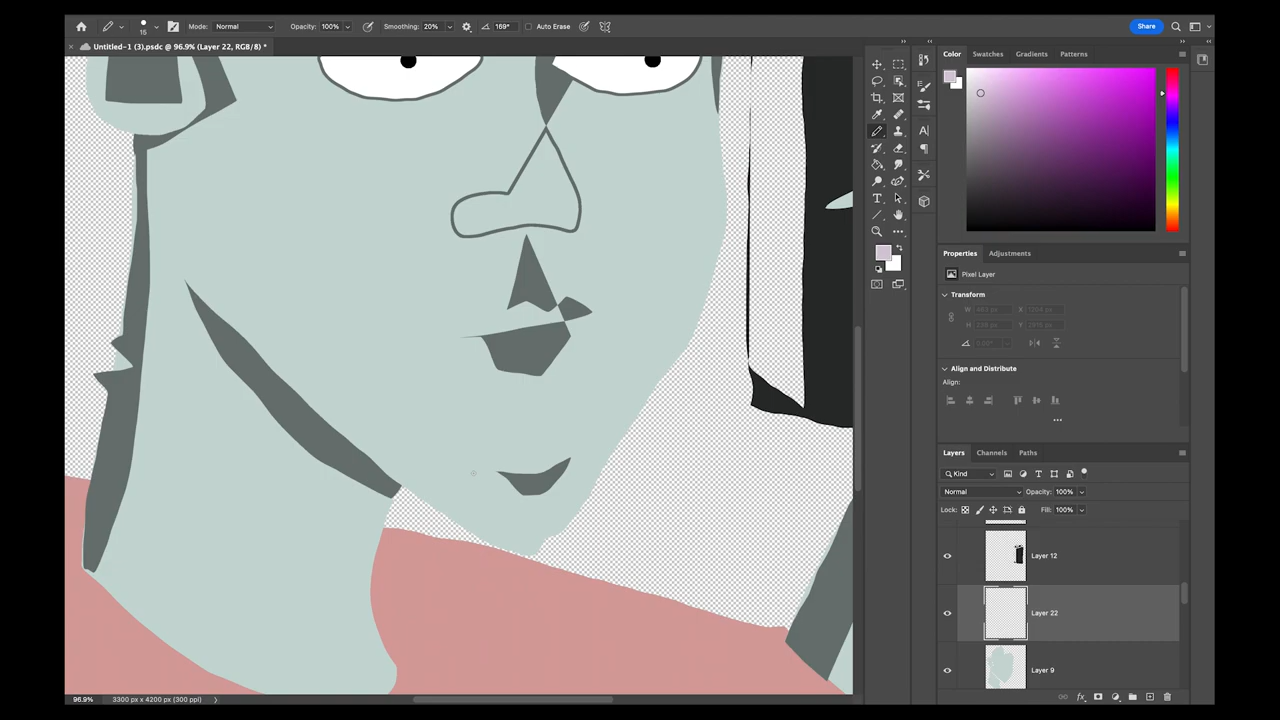 Mode: Normal
Opacity: 100%
Smoothing: 20%
169°
Auto Erase
Share
15
Untitled-1 (3).psdc @ 96.9% (Layer 22, RGB/8) *
Color Swatches Gradients Patterns
Properties Adjustments
Pixel Layer
Transform
Align and Distribute
Align:
Layers Channels Paths
Kind
Normal Opacity: 100%
Lock: Fill: 100%
Layer 12
Layer 22
Layer 9
fx
96.9% 3300 px x 4200 px (300 ppi)